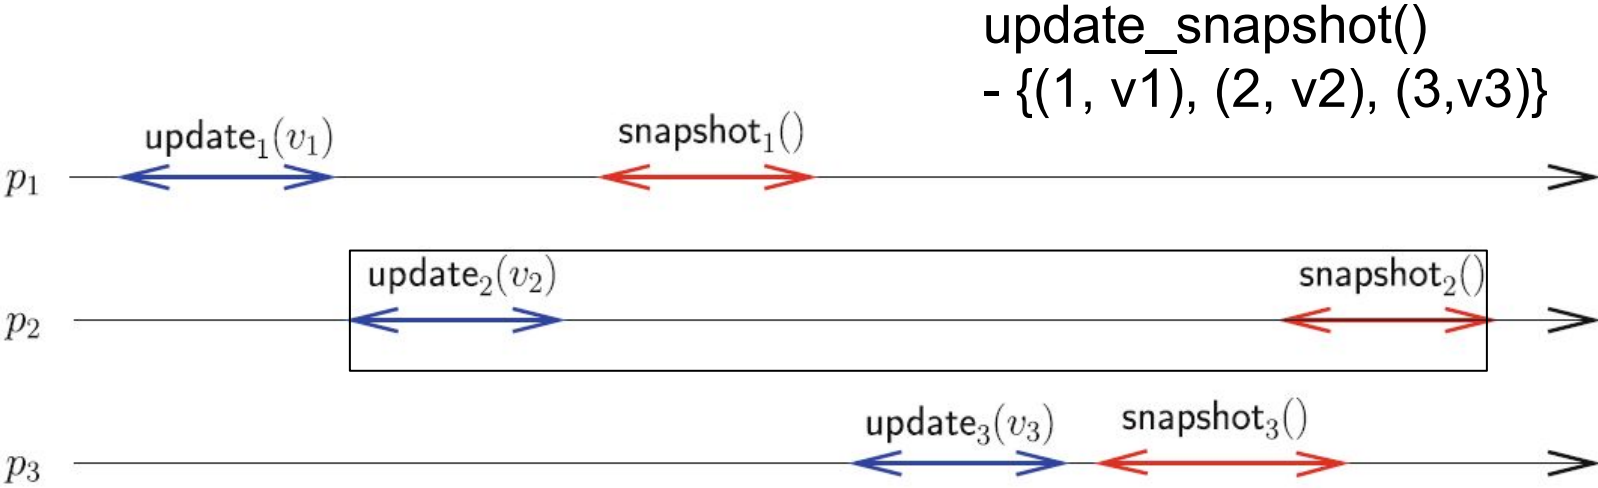 update_snapshot()
- {(1, v1), (2, v2), (3,v3)}
update₁(v₁)
snapshot₁()
p₁
update₂(v₂)
snapshot₂()
p₂
update₃(v₃)
snapshot₃()
p₃